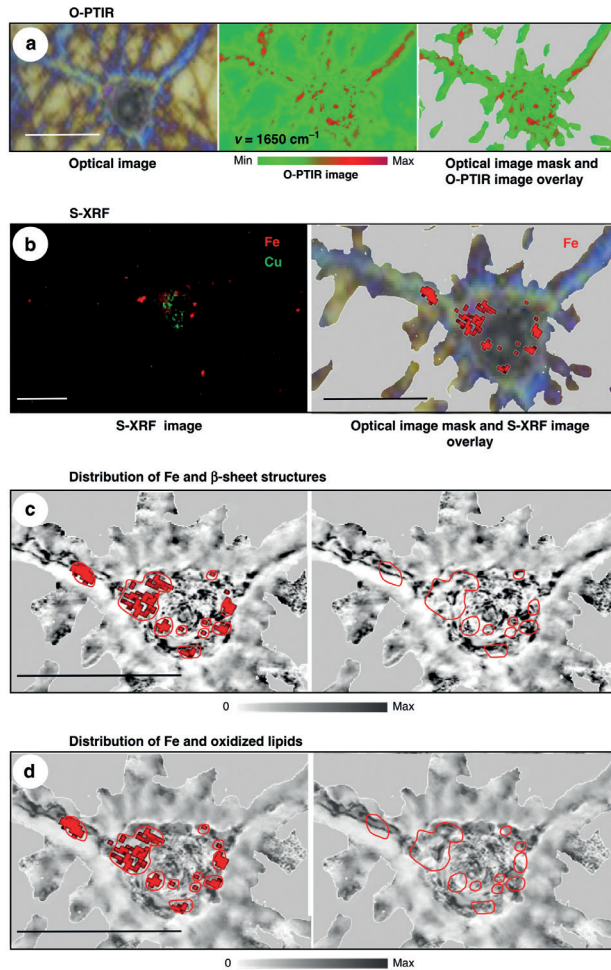 O-PTIR
a
ν = 1650 cm⁻¹
Optical image
Min
Max
O-PTIR image
Optical image mask and
O-PTIR image overlay
S-XRF
b
Fe
Cu
Fe
S-XRF image
Optical image mask and S-XRF image
overlay
Distribution of Fe and β-sheet structures
c
0
Max
Distribution of Fe and oxidized lipids
d
0
Max